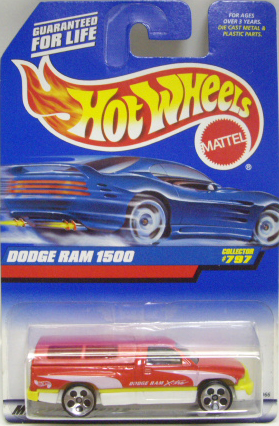 GUARANTEED
FOR LIFE
FOR AGES
OVER 3 YEARS.
DIE CAST METAL &
PLASTIC PARTS.
HOT WHEELS
MATTEL
®
DODGE RAM 1500
COLLECTOR
#797
DODGE RAM